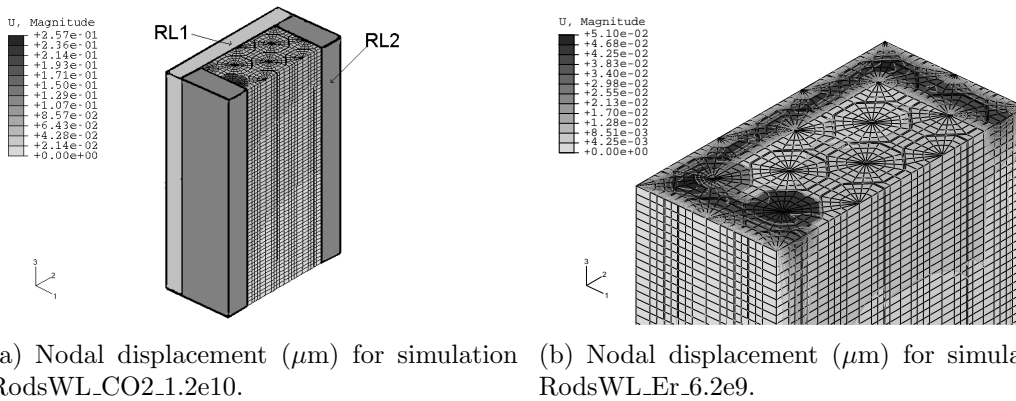 U, Magnitude
+2.57e-01
+2.36e-01
+2.14e-01
+1.93e-01
+1.71e-01
+1.50e-01
+1.29e-01
+1.07e-01
+8.57e-02
+6.43e-02
+4.28e-02
+2.14e-02
+0.00e+00
RL1
RL2
3
2
1
U, Magnitude
+5.10e-02
+4.68e-02
+4.25e-02
+3.83e-02
+3.40e-02
+2.98e-02
+2.55e-02
+2.13e-02
+1.70e-02
+1.28e-02
+8.51e-03
+4.25e-03
+0.00e+00
3
2
1
a) Nodal displacement (μm) for simulation
RodsWL_CO2_1.2e10.
(b) Nodal displacement (μm) for simula
RodsWL_Er_6.2e9.